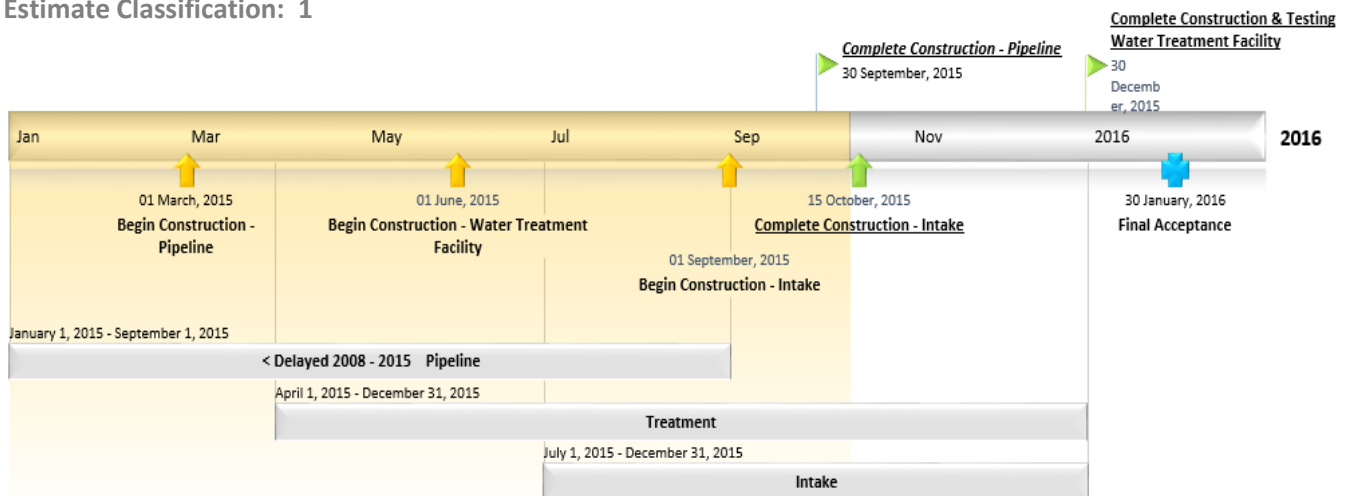 Estimate Classification:  1
Complete Construction & Testing
Water Treatment Facility
30
Decemb
er, 2015
Complete Construction - Pipeline
30 September, 2015
Jan Mar May Jul Sep Nov 2016 2016
01 March, 2015
Begin Construction -
Pipeline
01 June, 2015
Begin Construction - Water Treatment
Facility
15 October, 2015
Complete Construction - Intake
30 January, 2016
Final Acceptance
01 September, 2015
Begin Construction - Intake
January 1, 2015 - September 1, 2015
< Delayed 2008 - 2015   Pipeline
April 1, 2015 - December 31, 2015
Treatment
July 1, 2015 - December 31, 2015
Intake